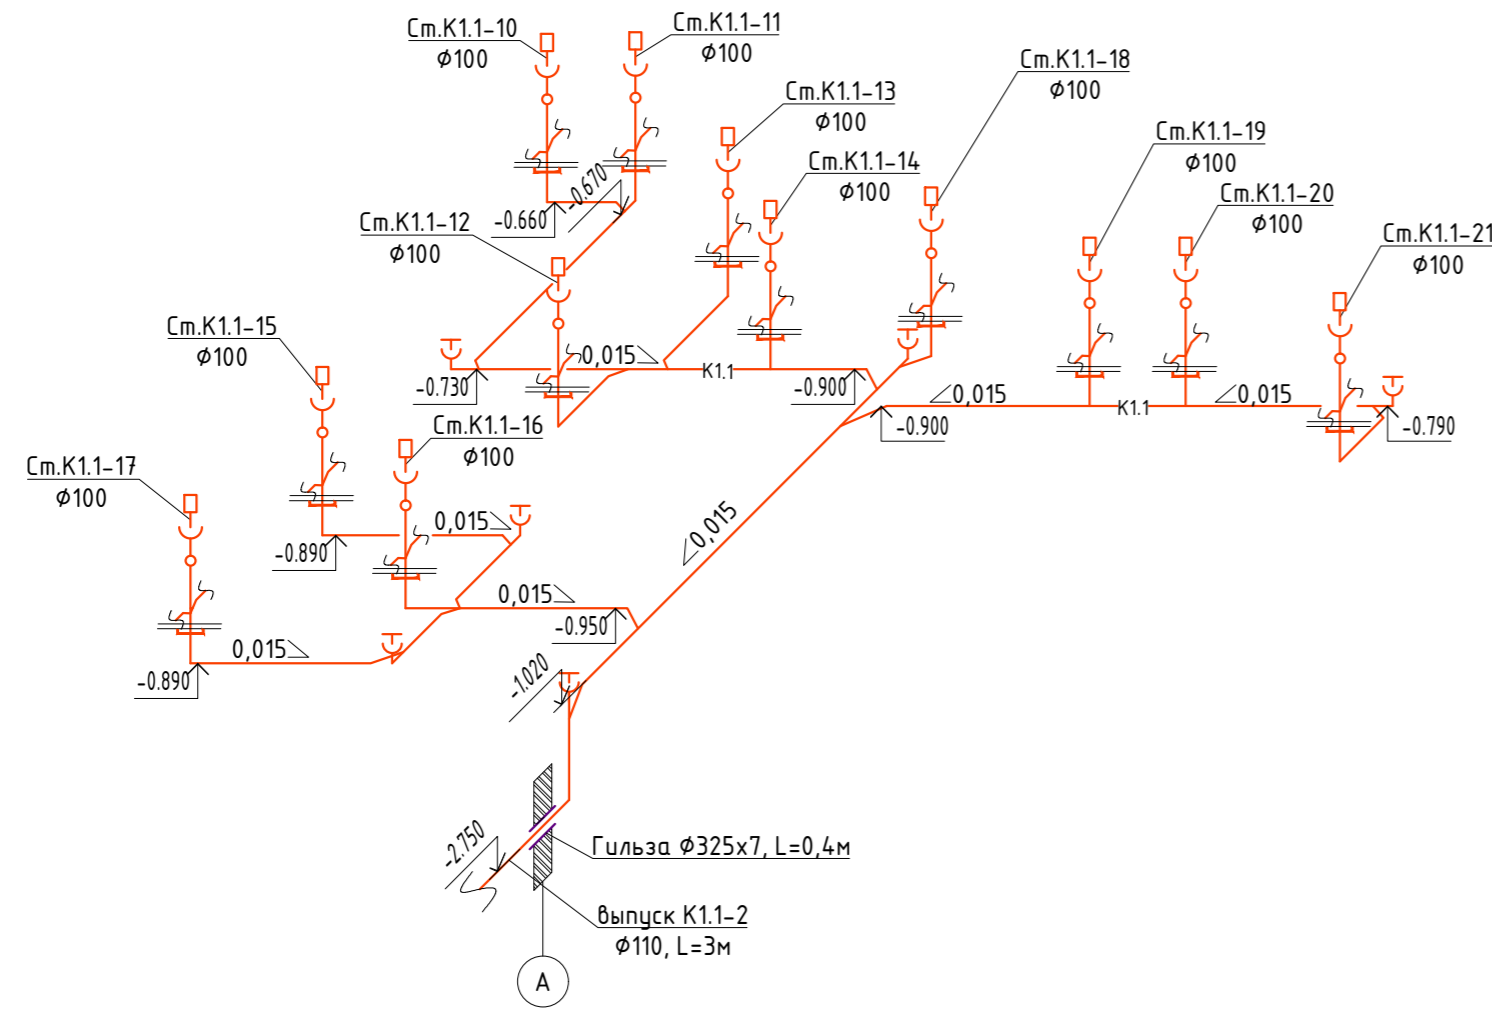 Ст.К1.1-10
Ф100
Ст.К1.1-11
Ф100
Ст.К1.1-18
Ф100
Ст.К1.1-13
Ф100
Ст.К1.1-19
Ф100
Ст.К1.1-14
Ф100
Ст.К1.1-20
Ф100
-0.670
-0.660
Ст.К1.1-12
Ф100
Ст.К1.1-21
Ф100
Ст.К1.1-15
Ф100
0,015
К1.1
-0.730
-0.900
0,015
К1.1
0,015
-0.900
-0.790
Ст.К1.1-16
Ф100
Ст.К1.1-17
Ф100
0,015
0,015
-0.890
0,015
-0.950
0,015
-0.890
-1.020
-2.750
Гильза Ф325х7, L=0,4м
Выпуск К1.1-2
Ф110, L=3м
А